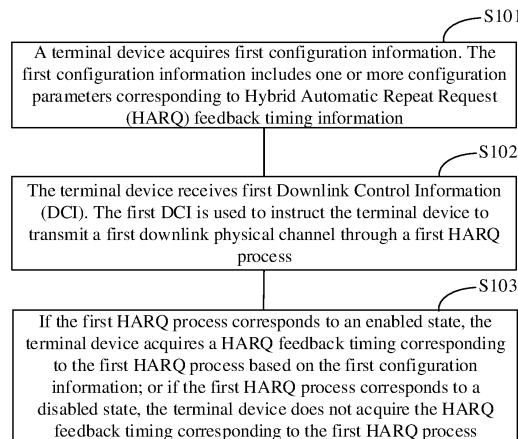 S101
A terminal device acquires first configuration information. The
first configuration information includes one or more configuration
parameters corresponding to Hybrid Automatic Repeat Request
(HARQ) feedback timing information
S102
The terminal device receives first Downlink Control Information
(DCI). The first DCI is used to instruct the terminal device to
transmit a first downlink physical channel through a first HARQ
process
S103
If the first HARQ process corresponds to an enabled state, the
terminal device acquires a HARQ feedback timing corresponding
to the first HARQ process based on the first configuration
information; or if the first HARQ process corresponds to a
disabled state, the terminal device does not acquire the HARQ
feedback timing corresponding to the first HARQ process